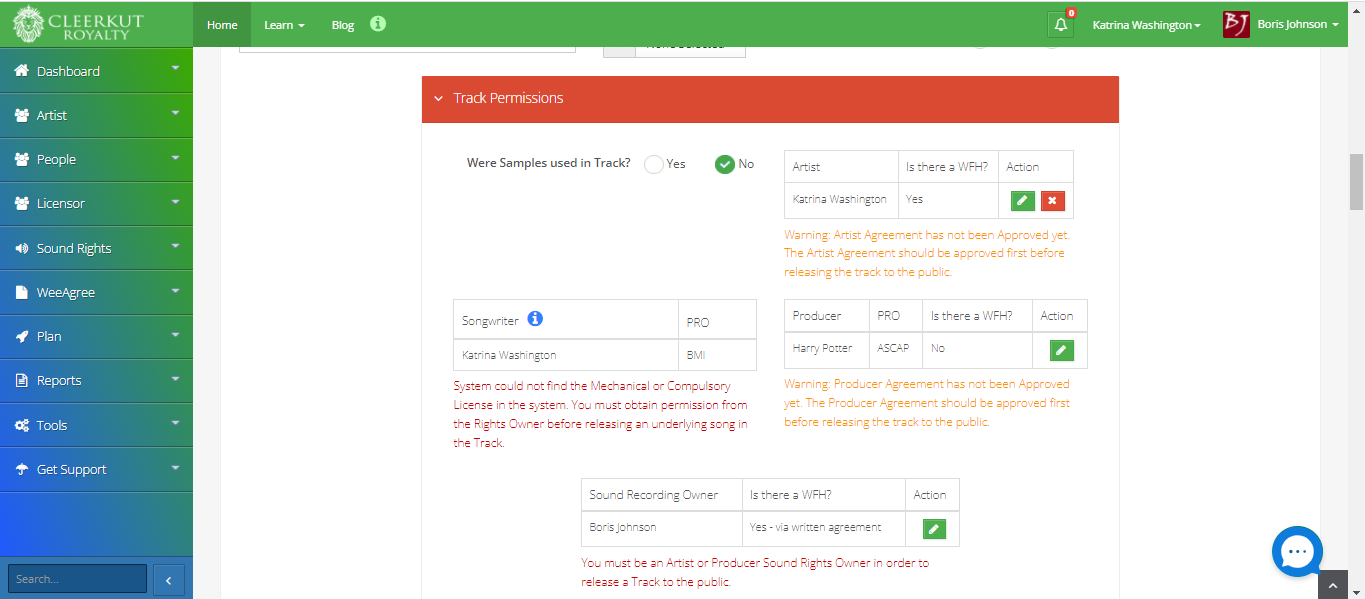 CLEERKUT
ROYALTY
Home
Learn
Blog
0
Katrina Washington
BJ
Boris Johnson
Dashboard
Artist
People
Licensor
Sound Rights
WeeAgree
Plan
Reports
Tools
Get Support
Search...
None Selected
Track Permissions
Were Samples used in Track? Yes No
Artist Is there a WFH? Action
Katrina Washington Yes
Warning: Artist Agreement has not been Approved yet.
The Artist Agreement should be approved first before
releasing the track to the public.
Songwriter PRO
Katrina Washington BMI
System could not find the Mechanical or Compulsory
License in the system. You must obtain permission from
the Rights Owner before releasing an underlying song in
the Track.
Producer PRO Is there a WFH? Action
Harry Potter ASCAP No
Warning: Producer Agreement has not been Approved
yet. The Producer Agreement should be approved first
before releasing the track to the public.
Sound Recording Owner Is there a WFH? Action
Boris Johnson Yes - via written agreement
You must be an Artist or Producer Sound Rights Owner in order to
release a Track to the public.